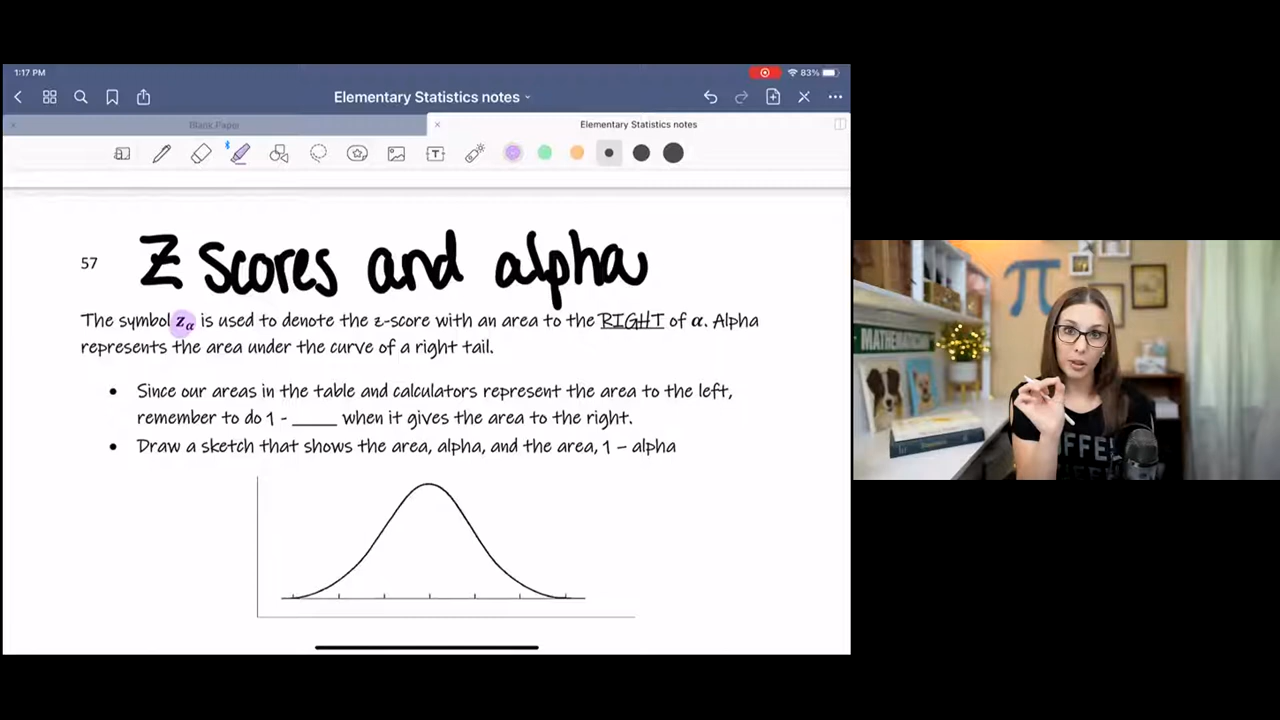 1:17 PM
83%
Elementary Statistics notes
Blank Paper
Elementary Statistics notes
T
57 Z scores and alpha
The symbol zα is used to denote the z-score with an area to the RIGHT of α. Alpha
represents the area under the curve of a right tail.
• Since our areas in the table and calculators represent the area to the left,
remember to do 1 - _____ when it gives the area to the right.
• Draw a sketch that shows the area, alpha, and the area, 1 – alpha